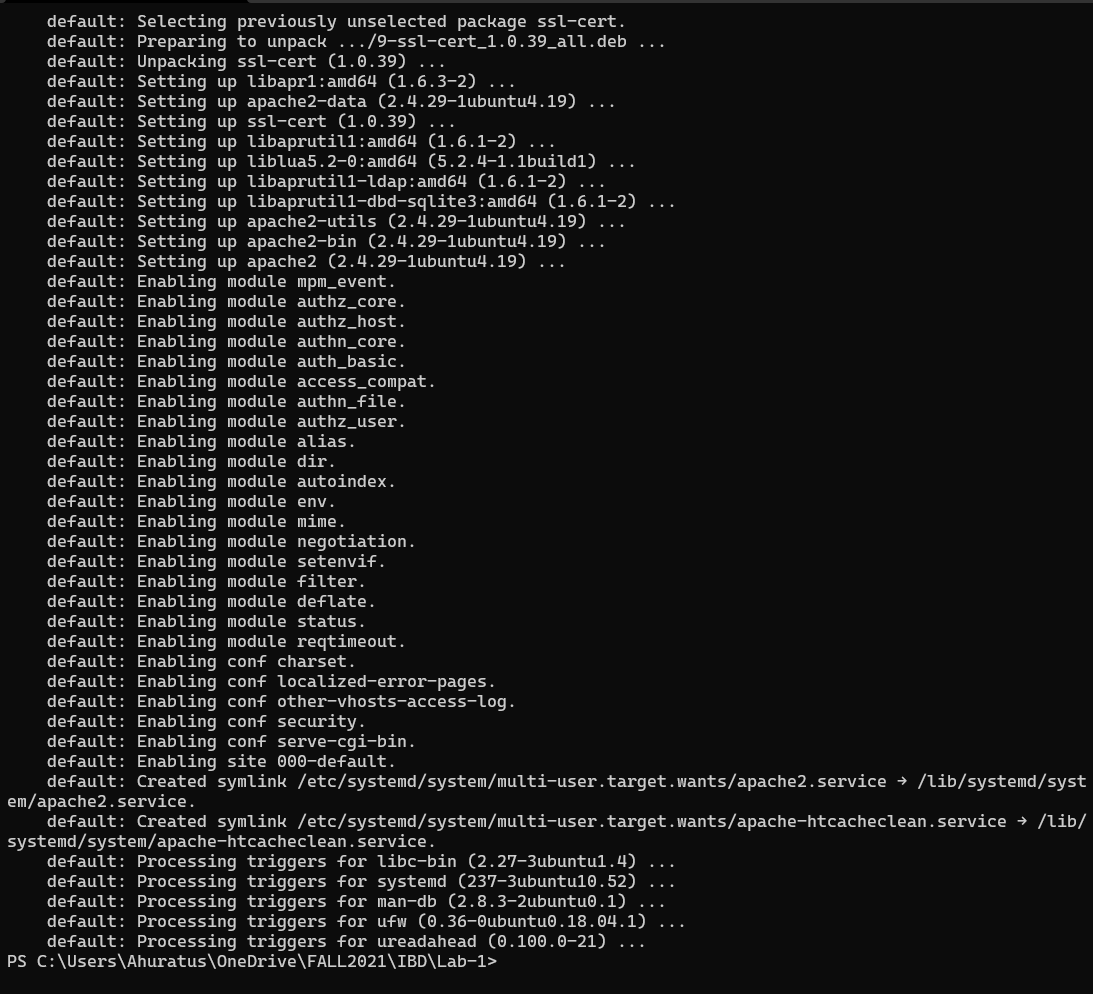 default: Selecting previously unselected package ssl-cert.
default: Preparing to unpack .../9-ssl-cert_1.0.39_all.deb ...
default: Unpacking ssl-cert (1.0.39) ...
default: Setting up libapr1:amd64 (1.6.3-2) ...
default: Setting up apache2-data (2.4.29-1ubuntu4.19) ...
default: Setting up ssl-cert (1.0.39) ...
default: Setting up libaprutil1:amd64 (1.6.1-2) ...
default: Setting up liblua5.2-0:amd64 (5.2.4-1.1build1) ...
default: Setting up libaprutil1-ldap:amd64 (1.6.1-2) ...
default: Setting up libaprutil1-dbd-sqlite3:amd64 (1.6.1-2) ...
default: Setting up apache2-utils (2.4.29-1ubuntu4.19) ...
default: Setting up apache2-bin (2.4.29-1ubuntu4.19) ...
default: Setting up apache2 (2.4.29-1ubuntu4.19) ...
default: Enabling module mpm_event.
default: Enabling module authz_core.
default: Enabling module authz_host.
default: Enabling module authn_core.
default: Enabling module auth_basic.
default: Enabling module access_compat.
default: Enabling module authn_file.
default: Enabling module authz_user.
default: Enabling module alias.
default: Enabling module dir.
default: Enabling module autoindex.
default: Enabling module env.
default: Enabling module mime.
default: Enabling module negotiation.
default: Enabling module setenvif.
default: Enabling module filter.
default: Enabling module deflate.
default: Enabling module status.
default: Enabling module reqtimeout.
default: Enabling conf charset.
default: Enabling conf localized-error-pages.
default: Enabling conf other-vhosts-access-log.
default: Enabling conf security.
default: Enabling conf serve-cgi-bin.
default: Enabling site 000-default.
default: Created symlink /etc/systemd/system/multi-user.target.wants/apache2.service → /lib/systemd/syst
em/apache2.service.
default: Created symlink /etc/systemd/system/multi-user.target.wants/apache-htcacheclean.service → /lib/
systemd/system/apache-htcacheclean.service.
default: Processing triggers for libc-bin (2.27-3ubuntu1.4) ...
default: Processing triggers for systemd (237-3ubuntu10.52) ...
default: Processing triggers for man-db (2.8.3-2ubuntu0.1) ...
default: Processing triggers for ufw (0.36-0ubuntu0.18.04.1) ...
default: Processing triggers for ureadahead (0.100.0-21) ...
PS C:\Users\Ahuratus\OneDrive\FALL2021\IBD\Lab-1>